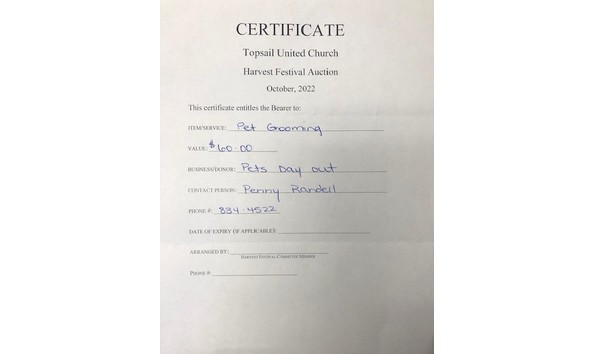 CERTIFICATE
Topsail United Church
Harvest Festival Auction
October, 2022
This certificate entitles the Bearer to:
ITEM/SERVICE: Pet Grooming
VALUE: $60.00
BUSINESS/DONOR: Pets Day out
CONTACT PERSON: Penny Randell
PHONE #: 834-4522
DATE OF EXPIRY (IF APPLICABLE):
ARRANGED BY:
HARVEST FESTIVAL COMMITTEE MEMBER
PHONE #: